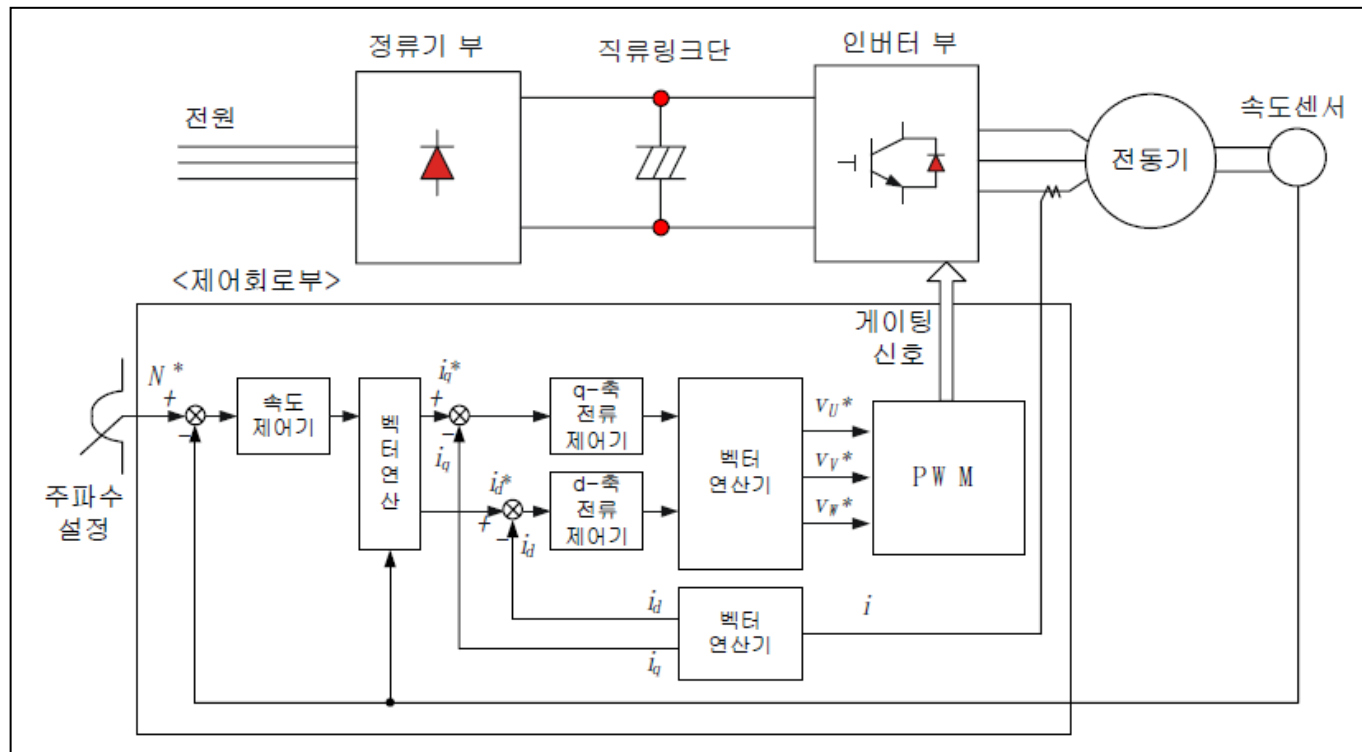 정류기 부
직류링크단
인버터 부
전원
속도센서
전동기
<제어회로부>
게이팅
신호
N*
+
-
속도
제어기
벡
터
연
산
i_q*
+
-
i_q
i_d*
+
-
i_d
q-축
전류
제어기
d-축
전류
제어기
벡터
연산기
v_U*
v_V*
v_W*
PWM
주파수
설정
i_d
i_q
벡터
연산기
i